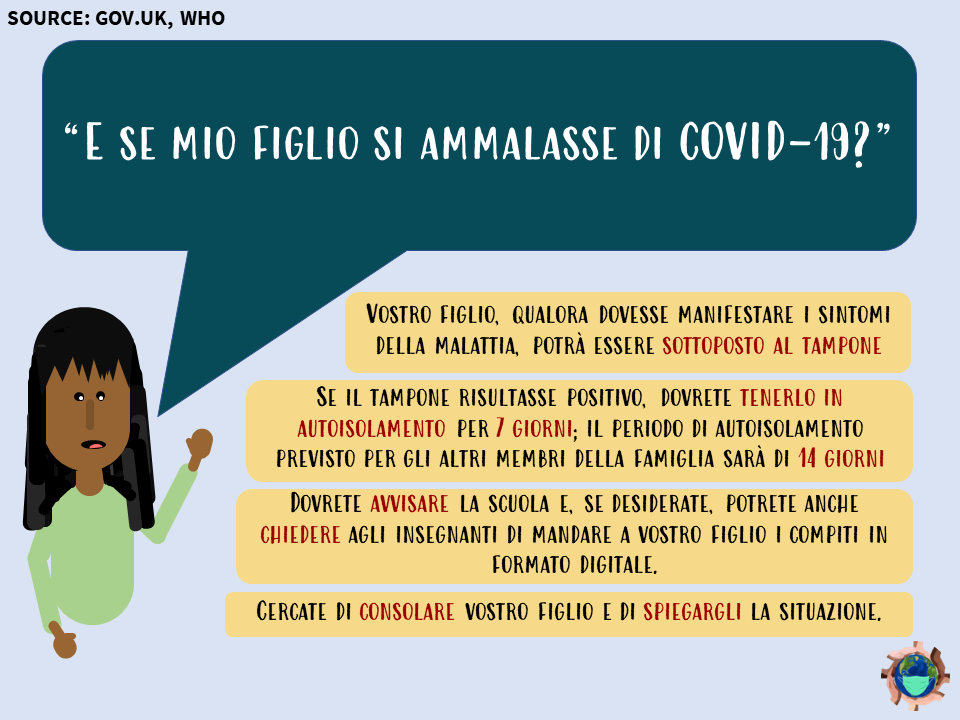 SOURCE: GOV.UK, WHO
“E SE MIO FIGLIO SI AMMALASSE DI COVID-19?”
VOSTRO FIGLIO, QUALORA DOVESSE MANIFESTARE I SINTOMI
DELLA MALATTIA, POTRÀ ESSERE SOTTOPOSTO AL TAMPONE
SE IL TAMPONE RISULTASSE POSITIVO, DOVRETE TENERLO IN
AUTOISOLAMENTO PER 7 GIORNI; IL PERIODO DI AUTOISOLAMENTO
PREVISTO PER GLI ALTRI MEMBRI DELLA FAMIGLIA SARÀ DI 14 GIORNI
DOVRETE AVVISARE LA SCUOLA E, SE DESIDERATE, POTRETE ANCHE
CHIEDERE AGLI INSEGNANTI DI MANDARE A VOSTRO FIGLIO I COMPITI IN
FORMATO DIGITALE.
CERCATE DI CONSOLARE VOSTRO FIGLIO E DI SPIEGARGLI LA SITUAZIONE.